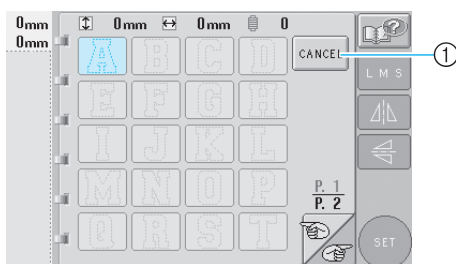 0mm 0mm 0mm 0
0mm
CANCEL 1
A B C D
L M S
E F G H
I J K L
M N O P
P. 1
P. 2
Q R S T
SET